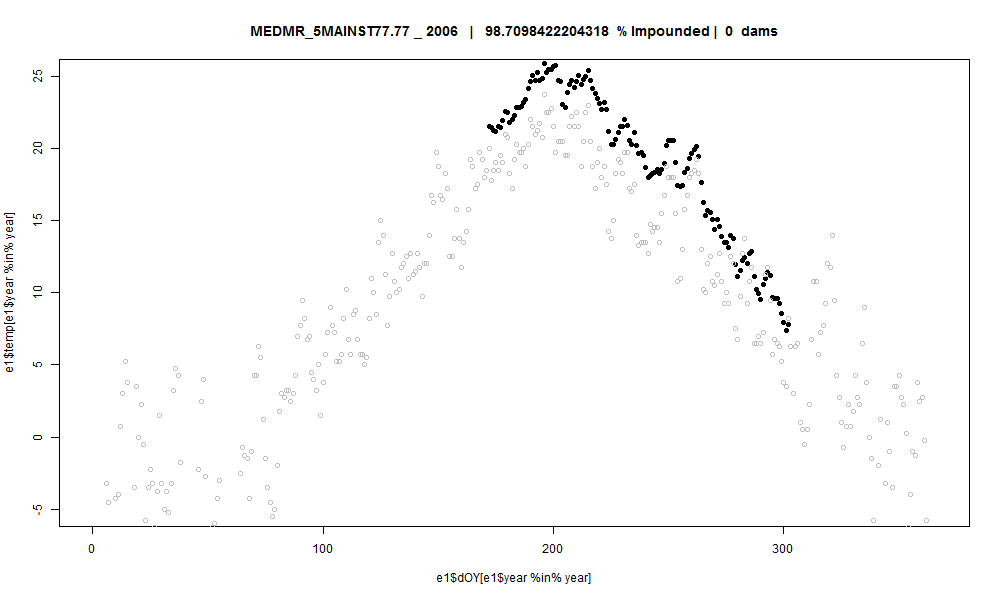 MEDMR_5MAINST77.77 _ 2006 | 98.7098422204318 % Impounded | 0 dams
25
20
15
10
5
0
-5
e1$temp[e1$year %in% year]
0 100 200 300
e1$dOY[e1$year %in% year]